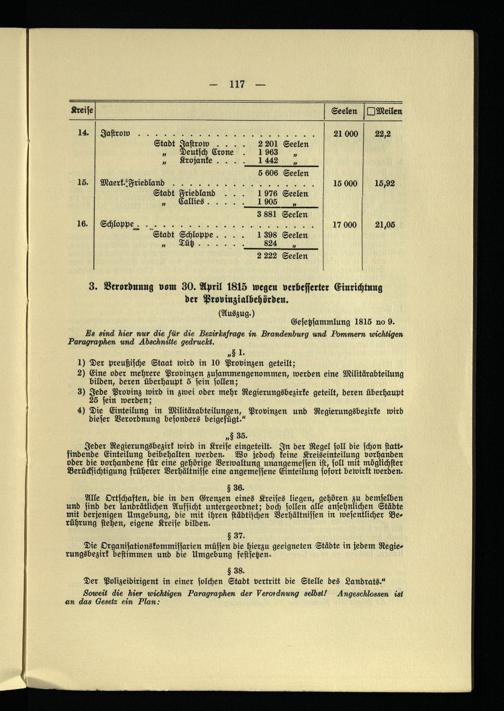 — 117 —
Kreise Seelen □Meilen
14. Jastrow . . . . . . . . . . . . . . . . . . . . 21 000 22,2
Stadt Jastrow . . . . 2 201 Seelen
„ Deutsch Crone . 1 963 „
„ Krojanke . . . . 1 442 „
5 606 Seelen
15. Maerk. Friedland . . . . . . . . . . . . . . . . 15 000 15,92
Stadt Friedland . . . . 1 976 Seelen
„ Callies . . . . . 1 905 „
3 881 Seelen
16. Schloppe . . . . . . . . . . . . . . . . . . . . 17 000 21,05
Stadt Schloppe . . . . 1 398 Seelen
„ Tütz . . . . . . 824 „
2 222 Seelen
3. Verordnung vom 30. April 1815 wegen verbesserter Einrichtung
der Provinzialbehörden.
(Auszug.)
Gesetzsammlung 1815 no 9.
Es sind hier nur die für die Bezirksfrage in Brandenburg und Pommern wichtigen
Paragraphen und Abschnitte gedruckt.
„§ 1.
1) Der preußische Staat wird in 10 Provinzen geteilt;
2) Eine oder mehrere Provinzen zusammengenommen, werden eine Militärabteilung
bilden, deren überhaupt 5 sein sollen;
3) Jede Provinz wird in zwei oder mehr Regierungsbezirke geteilt, deren überhaupt
25 sein werden;
4) Die Einteilung in Militärabteilungen, Provinzen und Regierungsbezirke wird
dieser Verordnung besonders beigefügt.“
„§ 35.
Jeder Regierungsbezirk wird in Kreise eingeteilt. In der Regel soll die schon statt-
findende Einteilung beibehalten werden. Wo jedoch keine Kreiseinteilung vorhanden
oder die vorhandene für eine gehörige Verwaltung unangemessen ist, soll mit möglichster
Berücksichtigung früherer Verhältnisse eine angemessene Einteilung sofort bewirkt werden.
§ 36.
Alle Ortschaften, die in den Grenzen eines Kreises liegen, gehören zu demselben
und sind der landrätlichen Aufsicht untergeordnet; doch sollen alle ansehnlichen Städte
mit derjenigen Umgebung, die mit ihren städtischen Verhältnissen in wesentlicher Be-
rührung stehen, eigene Kreise bilden.
§ 37.
Die Organisationskommissarien müssen die hierzu geeigneten Städte in jedem Regie-
rungsbezirk bestimmen und die Umgebung festsetzen.
§ 38.
Der Polizeidirigent in einer solchen Stadt vertritt die Stelle des Landrats.“
Soweit die hier wichtigen Paragraphen der Verordnung selbst! Angeschlossen ist
an das Gesetz ein Plan: